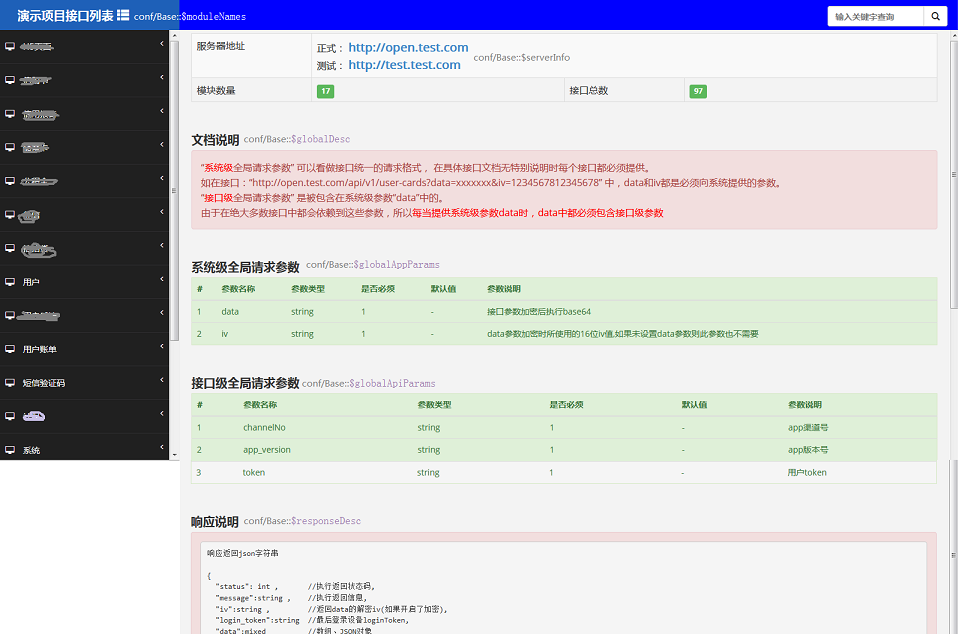 演示项目接口列表 conf/Base::$moduleNames
输入关键字查询
用户
用户账单
短信验证码
系统
服务器地址
正式： http://open.test.com
测试： http://test.test.com
conf/Base::$serverInfo
模块数量 17 接口总数 97
文档说明 conf/Base::$globalDesc
“系统级全局请求参数” 可以看做接口统一的请求格式， 在具体接口文档无特别说明时每个接口都必须提供。
如在接口：“http://open.test.com/api/v1/user-cards?data=xxxxxxx&iv=1234567812345678” 中，data和iv都是必须向系统提供的参数。
“接口级全局请求参数” 是被包含在系统级参数“data”中的。
由于在绝大多数接口中都会依赖到这些参数，所以每当提供系统级参数data时，data中都必须包含接口级参数
系统级全局请求参数 conf/Base::$globalAppParams
# 参数名称 参数类型 是否必须 默认值 参数说明
1 data string 1 - 接口参数加密后执行base64
2 iv string 1 - data参数加密时所使用的16位iv值,如果未设置data参数则此参数也不需要
接口级全局请求参数 conf/Base::$globalApiParams
# 参数名称 参数类型 是否必须 默认值 参数说明
1 channelNo string 1 - app渠道号
2 app_version string 1 - app版本号
3 token string 1 - 用户token
响应说明 conf/Base::$responseDesc
响应返回json字符串
{
"status": int , //执行返回状态码,
"message":string , //执行返回信息,
"iv":string , //返回data的解密iv(如果开启了加密),
"login_token":string //最后登录设备loginToken,
"data":mixed //数组、JSON对象